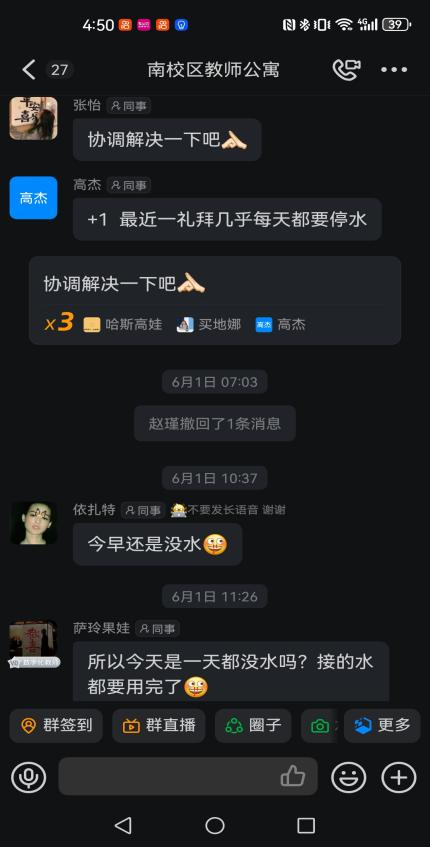 4:50
4G 39
27 南校区教师公寓
张怡 同事
协调解决一下吧
高杰
高杰 同事
+1 最近一礼拜几乎每天都要停水
协调解决一下吧
x3 哈斯高娃 买地娜 高杰 高杰
6月1日 07:03
赵瑾撤回了1条消息
6月1日 10:37
依扎特 同事 不要发长语音 谢谢
今早还是没水
6月1日 11:26
萨玲果娃 同事
所以今天是一天都没水吗？接的水
都要用完了
群签到 群直播 圈子 更多